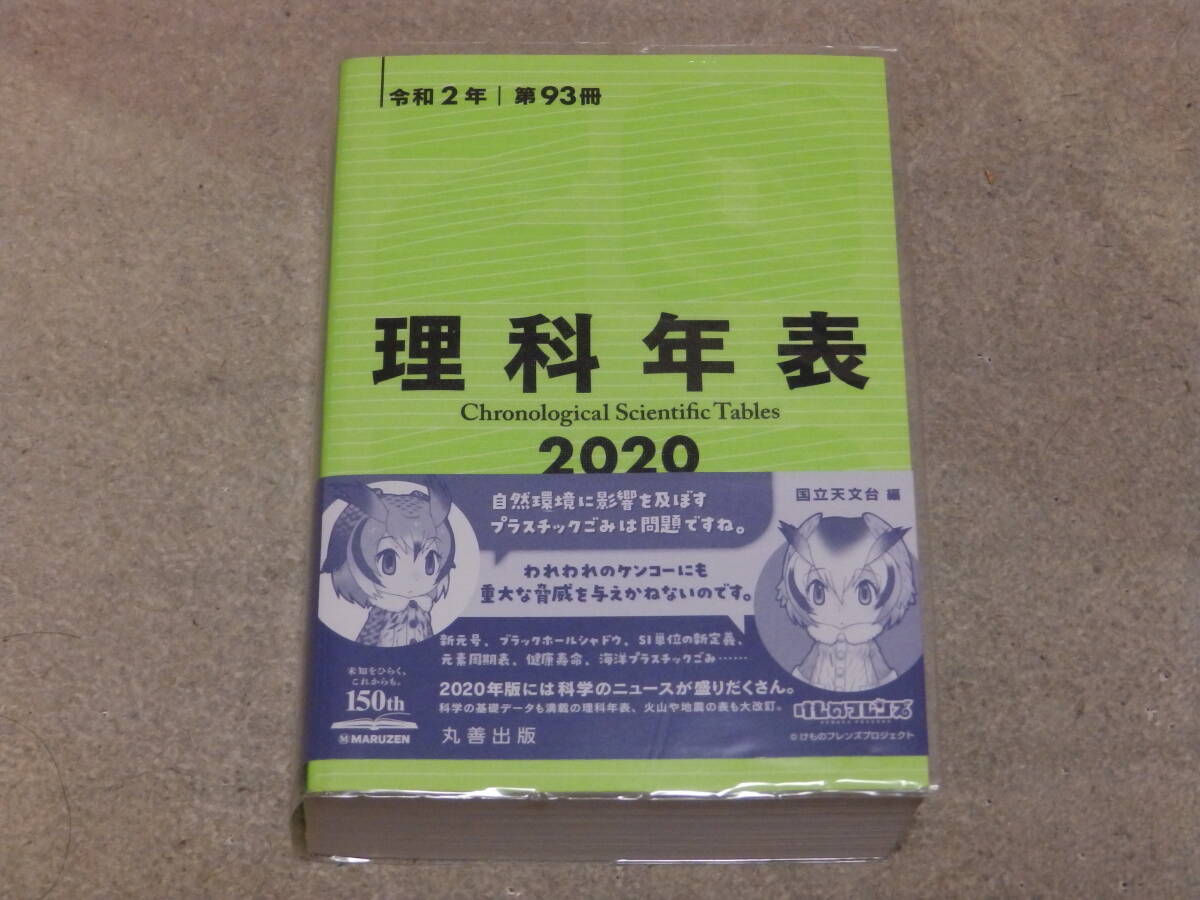 令和2年 | 第93冊
理科年表
Chronological Scientific Tables
2020
自然環境に影響を及ぼす
プラスチックごみは問題ですね。
国立天文台 編
われわれのケンコーにも
重大な脅威を与えかねないのです。
新元号、ブラックホールシャドウ、SI単位の新定義、
元素周期表、健康寿命、海洋プラスチックごみ……
2020年版には科学のニュースが盛りだくさん。
科学の基礎データも満載の理科年表、火山や地震の表も大改訂。
丸善出版
未知をひらく、
これからも。
150th
MARUZEN
けものフレンズ
KEMONO FRIENDS
©けものフレンズプロジェクト